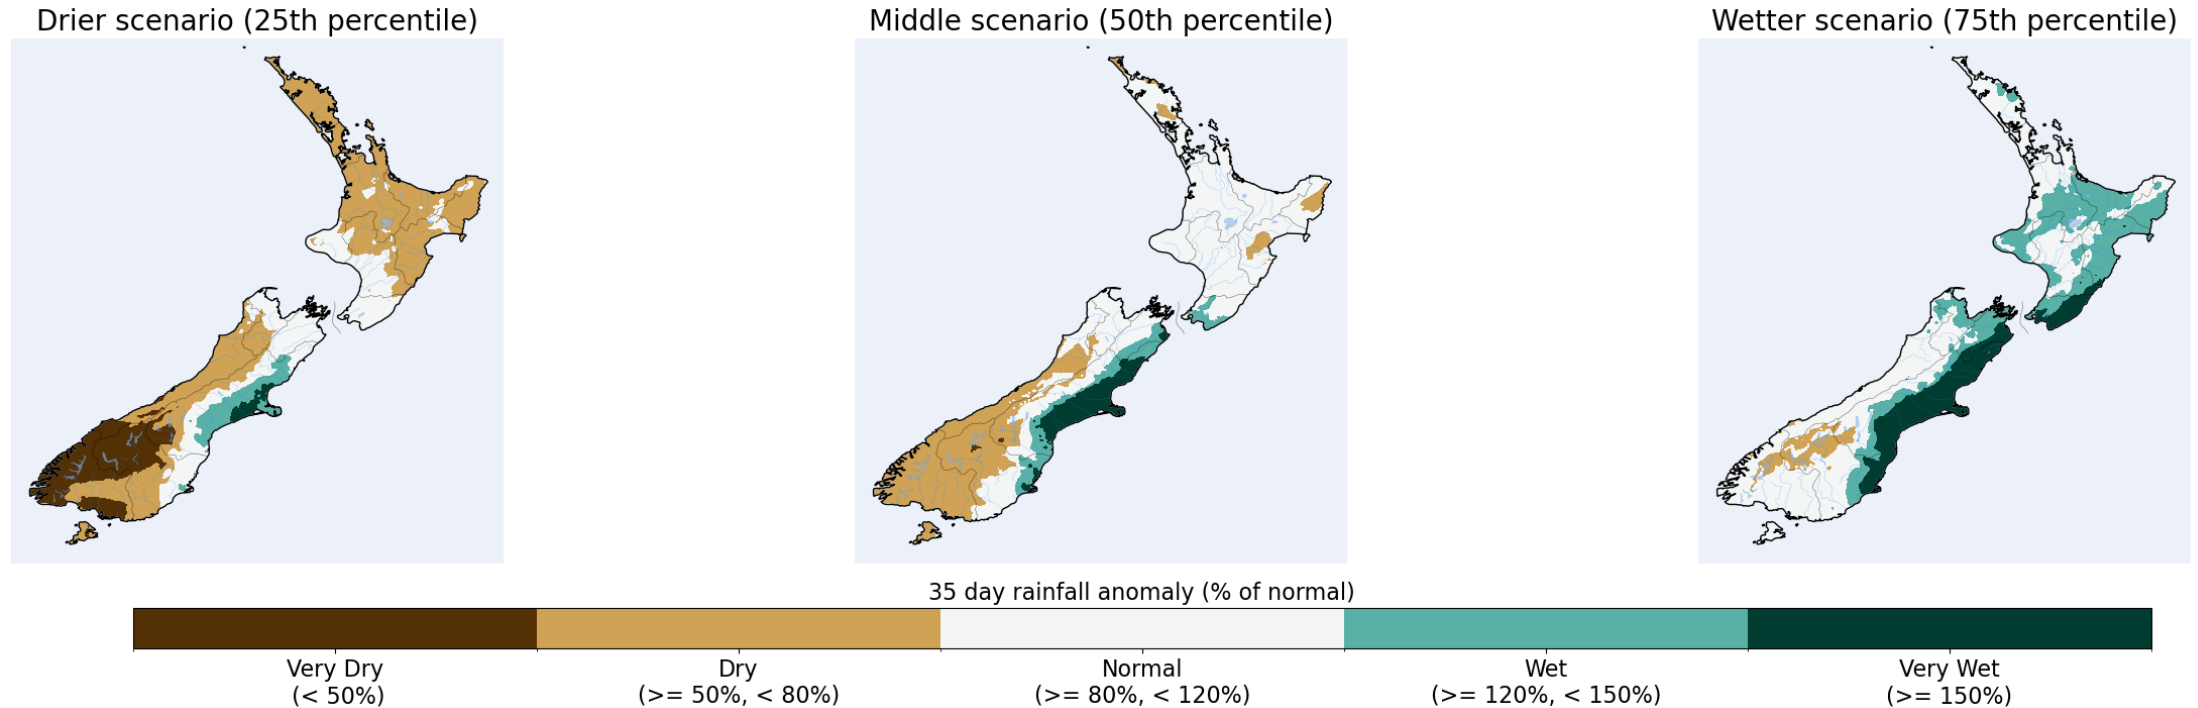 Drier scenario (25th percentile)
Middle scenario (50th percentile)
Wetter scenario (75th percentile)
35 day rainfall anomaly (% of normal)
Very Dry
(< 50%)
Dry
(>= 50%, < 80%)
Normal
(>= 80%, < 120%)
Wet
(>= 120%, < 150%)
Very Wet
(>= 150%)